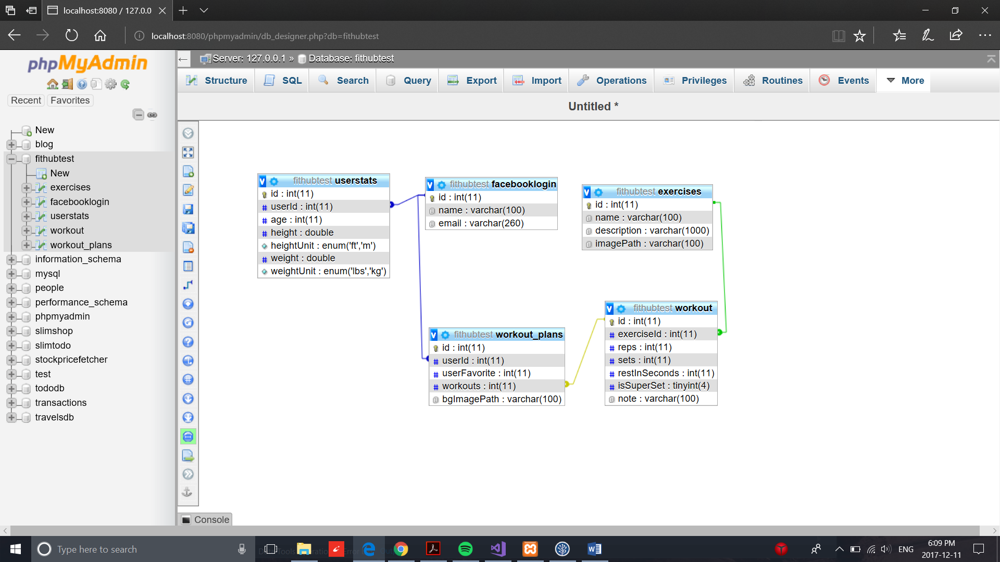 localhost:8080 / 127.0.0
localhost:8080/phpmyadmin/db_designer.php?db=fithubtest
phpMyAdmin
Recent Favorites
New
blog
fithubtest
New
exercises
facebooklogin
userstats
workout
workout_plans
information_schema
mysql
people
performance_schema
phpmyadmin
slimshop
slimtodo
stockpricefetcher
test
tododb
transactions
travelsdb
Server: 127.0.0.1 » Database: fithubtest
Structure SQL Search Query Export Import Operations Privileges Routines Events More
Untitled *
fithubtest userstats
id : int(11)
userId : int(11)
age : int(11)
height : double
heightUnit : enum('ft','m')
weight : double
weightUnit : enum('lbs','kg')
fithubtest facebooklogin
id : int(11)
name : varchar(100)
email : varchar(260)
fithubtest exercises
id : int(11)
name : varchar(100)
description : varchar(1000)
imagePath : varchar(100)
fithubtest workout_plans
id : int(11)
userId : int(11)
userFavorite : int(11)
workouts : int(11)
bgImagePath : varchar(100)
fithubtest workout
id : int(11)
exerciseId : int(11)
reps : int(11)
sets : int(11)
restInSeconds : int(11)
isSuperSet : tinyint(4)
note : varchar(100)
Console
Type here to search
ENG
6:09 PM
2017-12-11